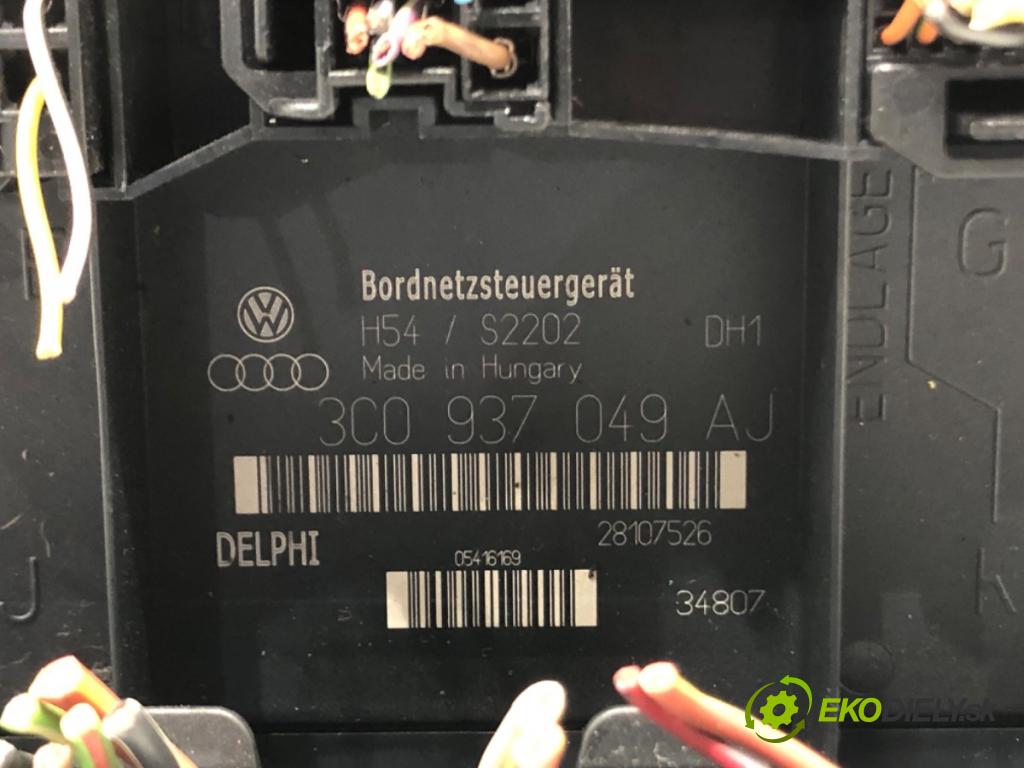 Bordnetzsteuergerät
H54 / S2202 DH1
Made in Hungary
3C0 937 049 AJ
28107526
DELPHI
05416169
34807
ENDLAGE
G
J
K
EKODIELY.sk